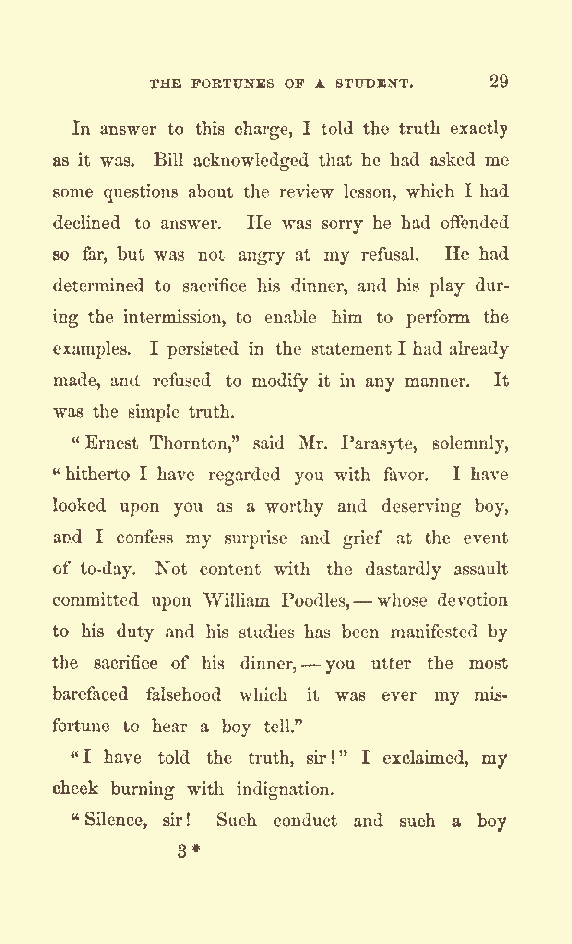 THE FORTUNES OF A STUDENT. 29
In answer to this charge, I told the truth exactly
as it was. Bill acknowledged that he had asked me
some questions about the review lesson, which I had
declined to answer. He was sorry he had offended
so far, but was not angry at my refusal. He had
determined to sacrifice his dinner, and his play dur-
ing the intermission, to enable him to perform the
examples. I persisted in the statement I had already
made, and refused to modify it in any manner. It
was the simple truth.
“Ernest Thornton,” said Mr. Parasyte, solemnly,
“hitherto I have regarded you with favor. I have
looked upon you as a worthy and deserving boy,
and I confess my surprise and grief at the event
of to-day. Not content with the dastardly assault
committed upon William Poodles,— whose devotion
to his duty and his studies has been manifested by
the sacrifice of his dinner,—you utter the most
barefaced falsehood which it was ever my mis-
fortune to hear a boy tell.”
“I have told the truth, sir!” I exclaimed, my
cheek burning with indignation.
“Silence, sir! Such conduct and such a boy
3*